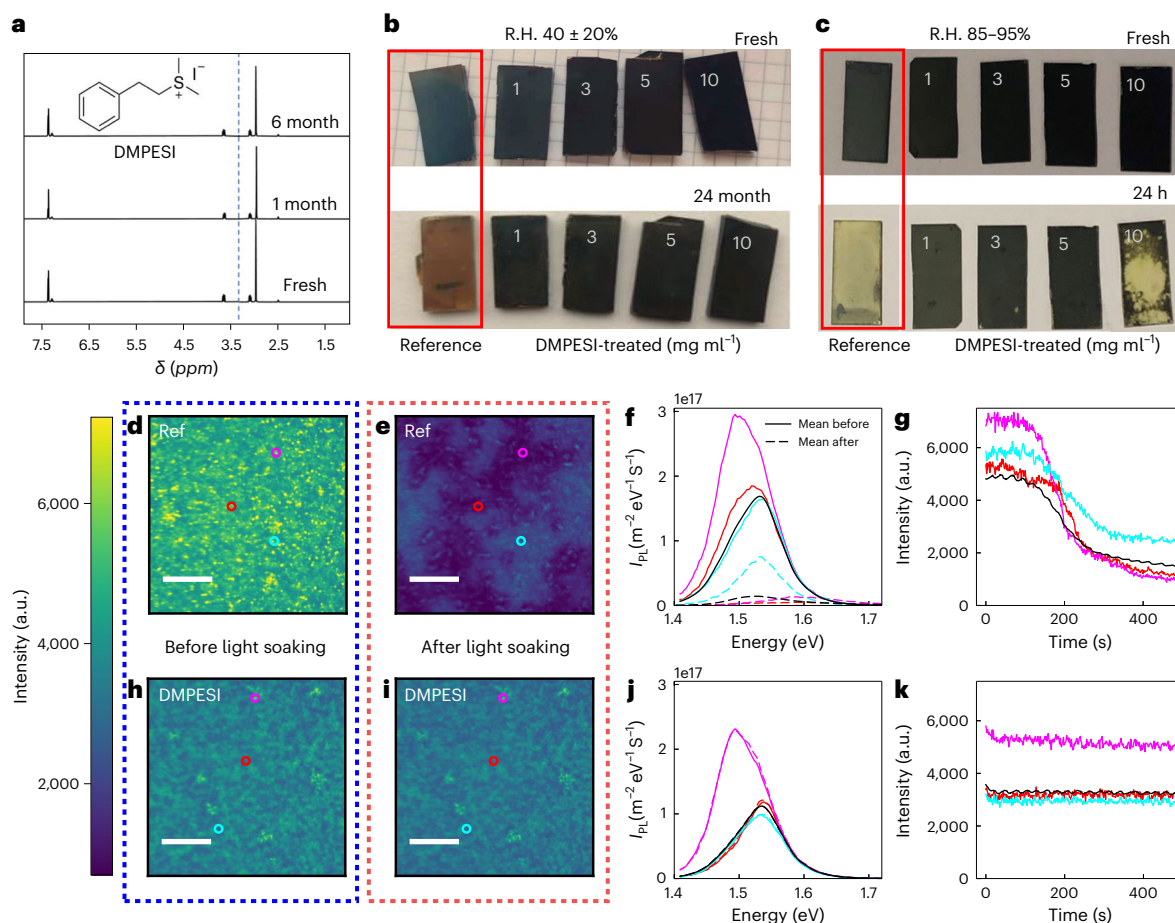 a
S
+
I⁻
DMPESI
6 month
1 month
Fresh
7.5 6.5 5.5 4.5 3.5 2.5 1.5
δ (ppm)
b
R.H. 40 ± 20%
Fresh
1 3 5 10
24 month
1 3 5 10
Reference
DMPESI-treated (mg ml⁻¹)
c
R.H. 85–95%
Fresh
1 3 5 10
24 h
1 3 5 10
Reference
DMPESI-treated (mg ml⁻¹)
Intensity (a.u.)
6,000
4,000
2,000
d
Ref
Before light soaking
e
Ref
After light soaking
f
1e17
3
2
1
0
I_PL (m⁻² eV⁻¹ S⁻¹)
Mean before
Mean after
1.4 1.5 1.6 1.7
Energy (eV)
g
Intensity (a.u.)
6,000
4,000
2,000
0
0 200 400
Time (s)
h
DMPESI
i
DMPESI
j
1e17
3
2
1
0
I_PL (m⁻² eV⁻¹ S⁻¹)
1.4 1.5 1.6 1.7
Energy (eV)
k
Intensity (a.u.)
6,000
4,000
2,000
0
0 200 400
Time (s)